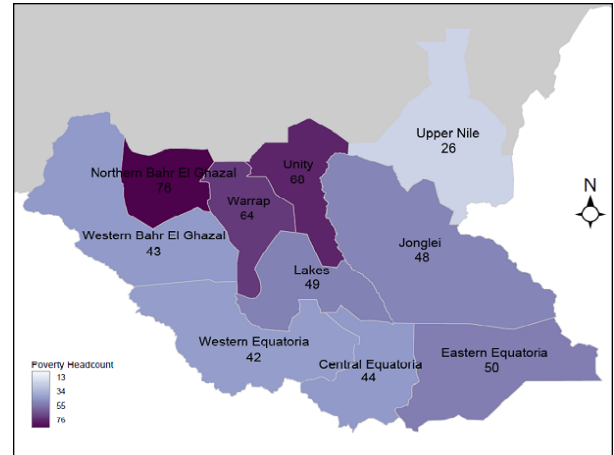 Upper Nile
26
N
Northern Bahr El Ghazal
76
Unity
68
Warrap
64
Western Bahr El Ghazal
43
Jonglei
48
Lakes
49
Western Equatoria
42
Central Equatoria
44
Eastern Equatoria
50
Poverty Headcount
13
34
55
76